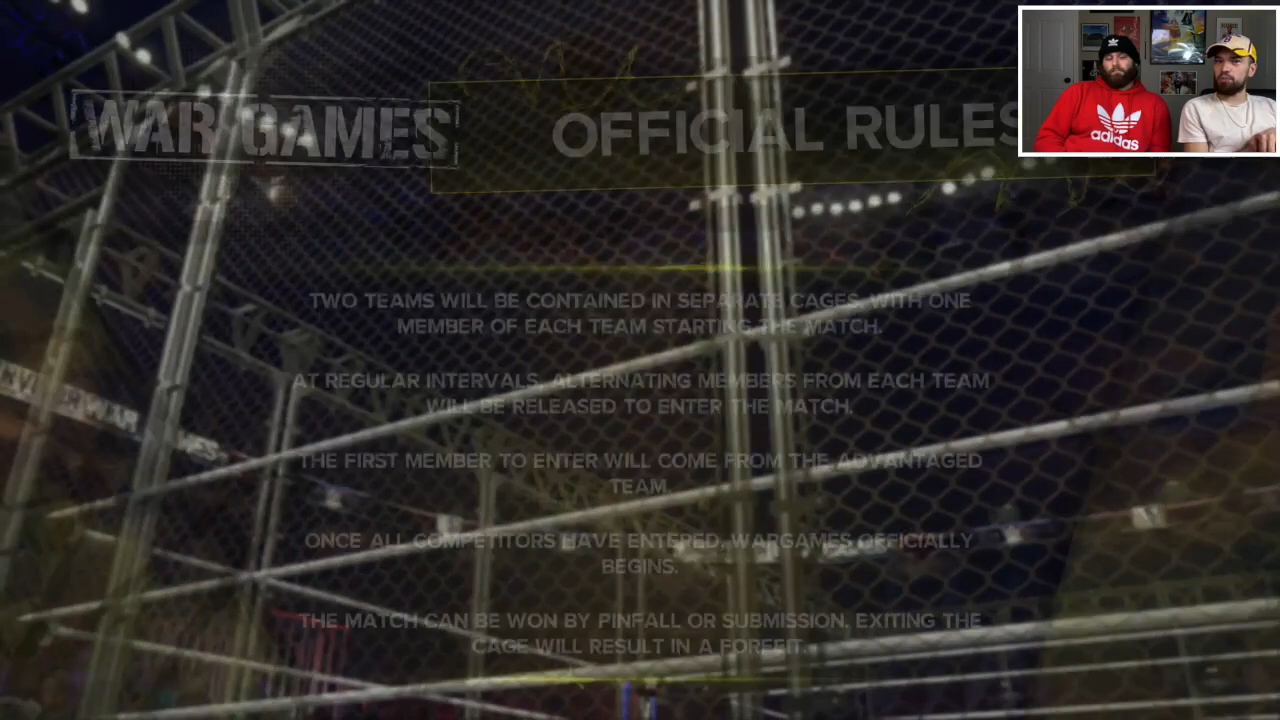 WAR GAMES
OFFICIAL RULES
TWO TEAMS WILL BE CONTAINED IN SEPARATE CAGES, WITH ONE
MEMBER OF EACH TEAM STARTING THE MATCH.
AT REGULAR INTERVALS, ALTERNATING MEMBERS FROM EACH TEAM
WILL BE RELEASED TO ENTER THE MATCH.
THE FIRST MEMBER TO ENTER WILL COME FROM THE ADVANTAGED
TEAM
ONCE ALL COMPETITORS HAVE ENTERED, WARGAMES OFFICIALLY
BEGINS.
THE MATCH CAN BE WON BY PINFALL OR SUBMISSION. EXITING THE
CAGE WILL RESULT IN A FORFEIT.
adidas